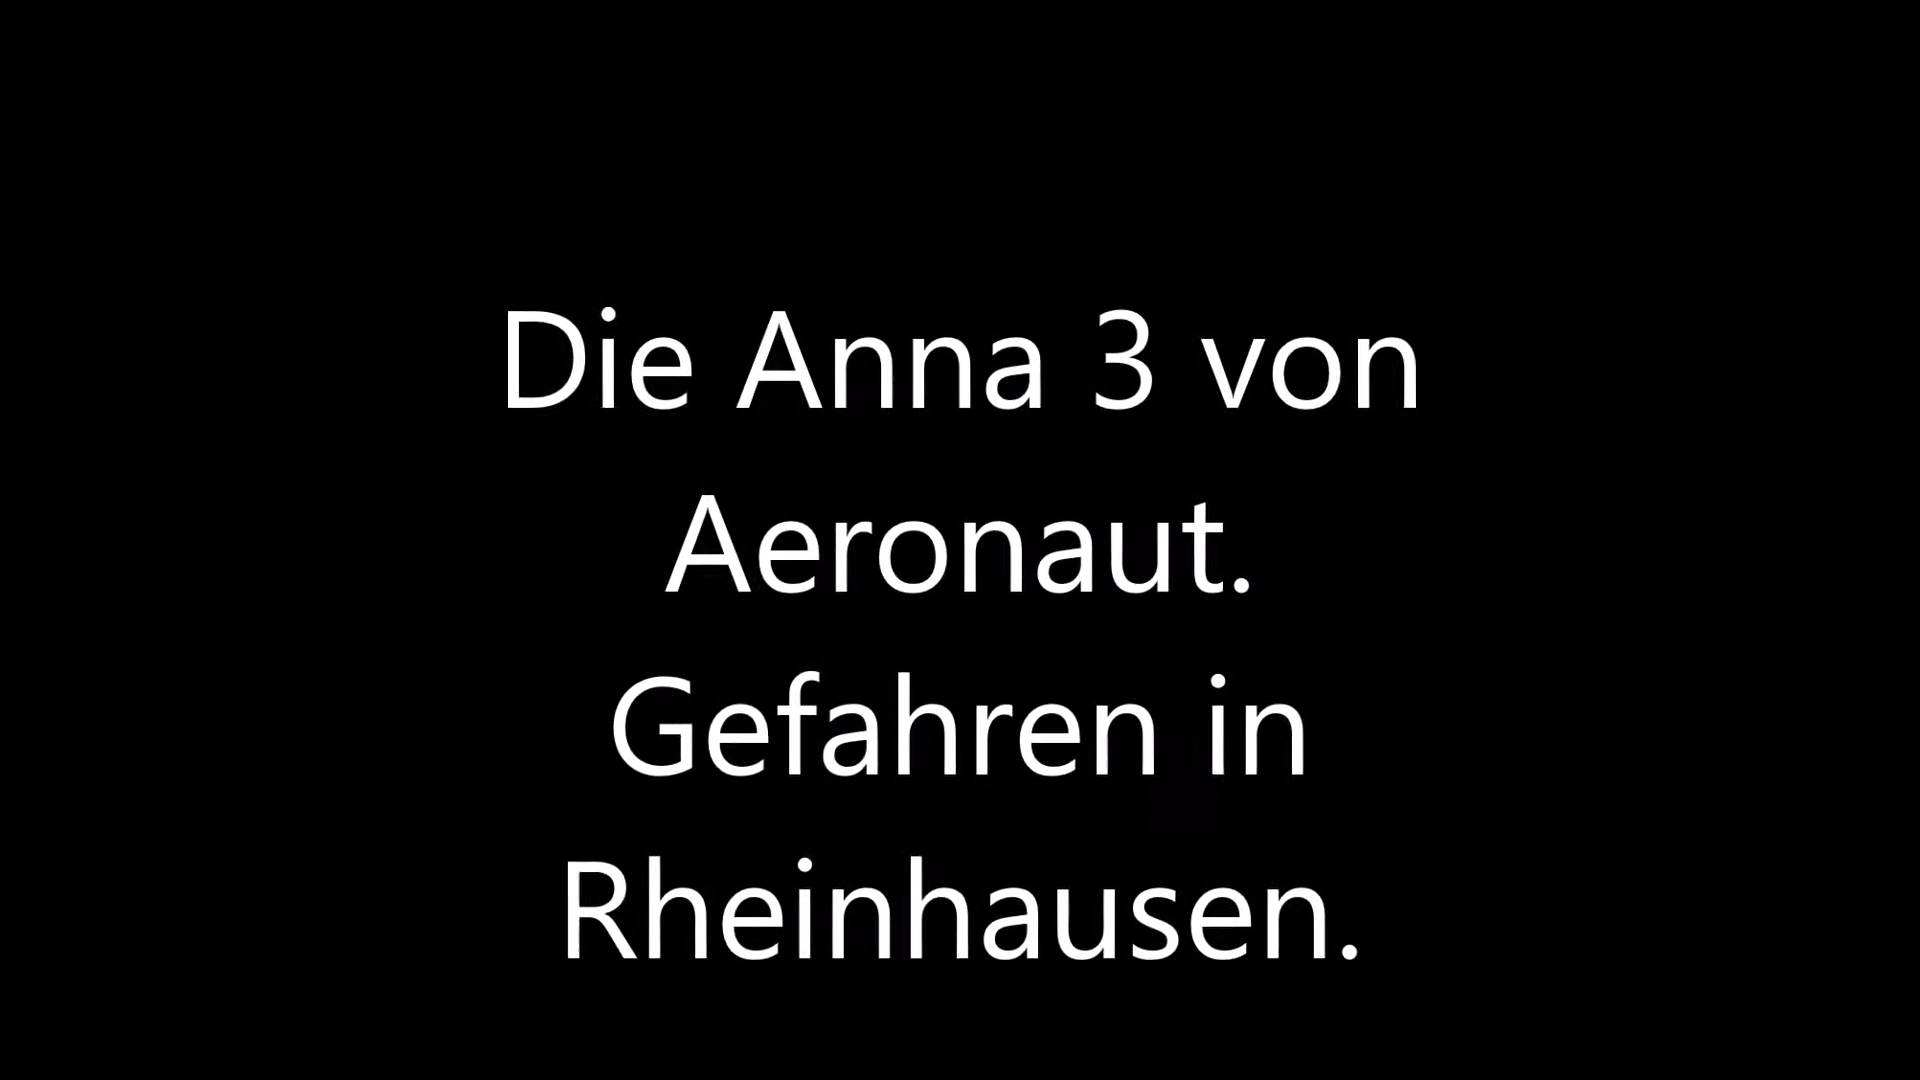 Die Anna 3 von
Aeronaut.
Gefahren in
Rheinhausen.